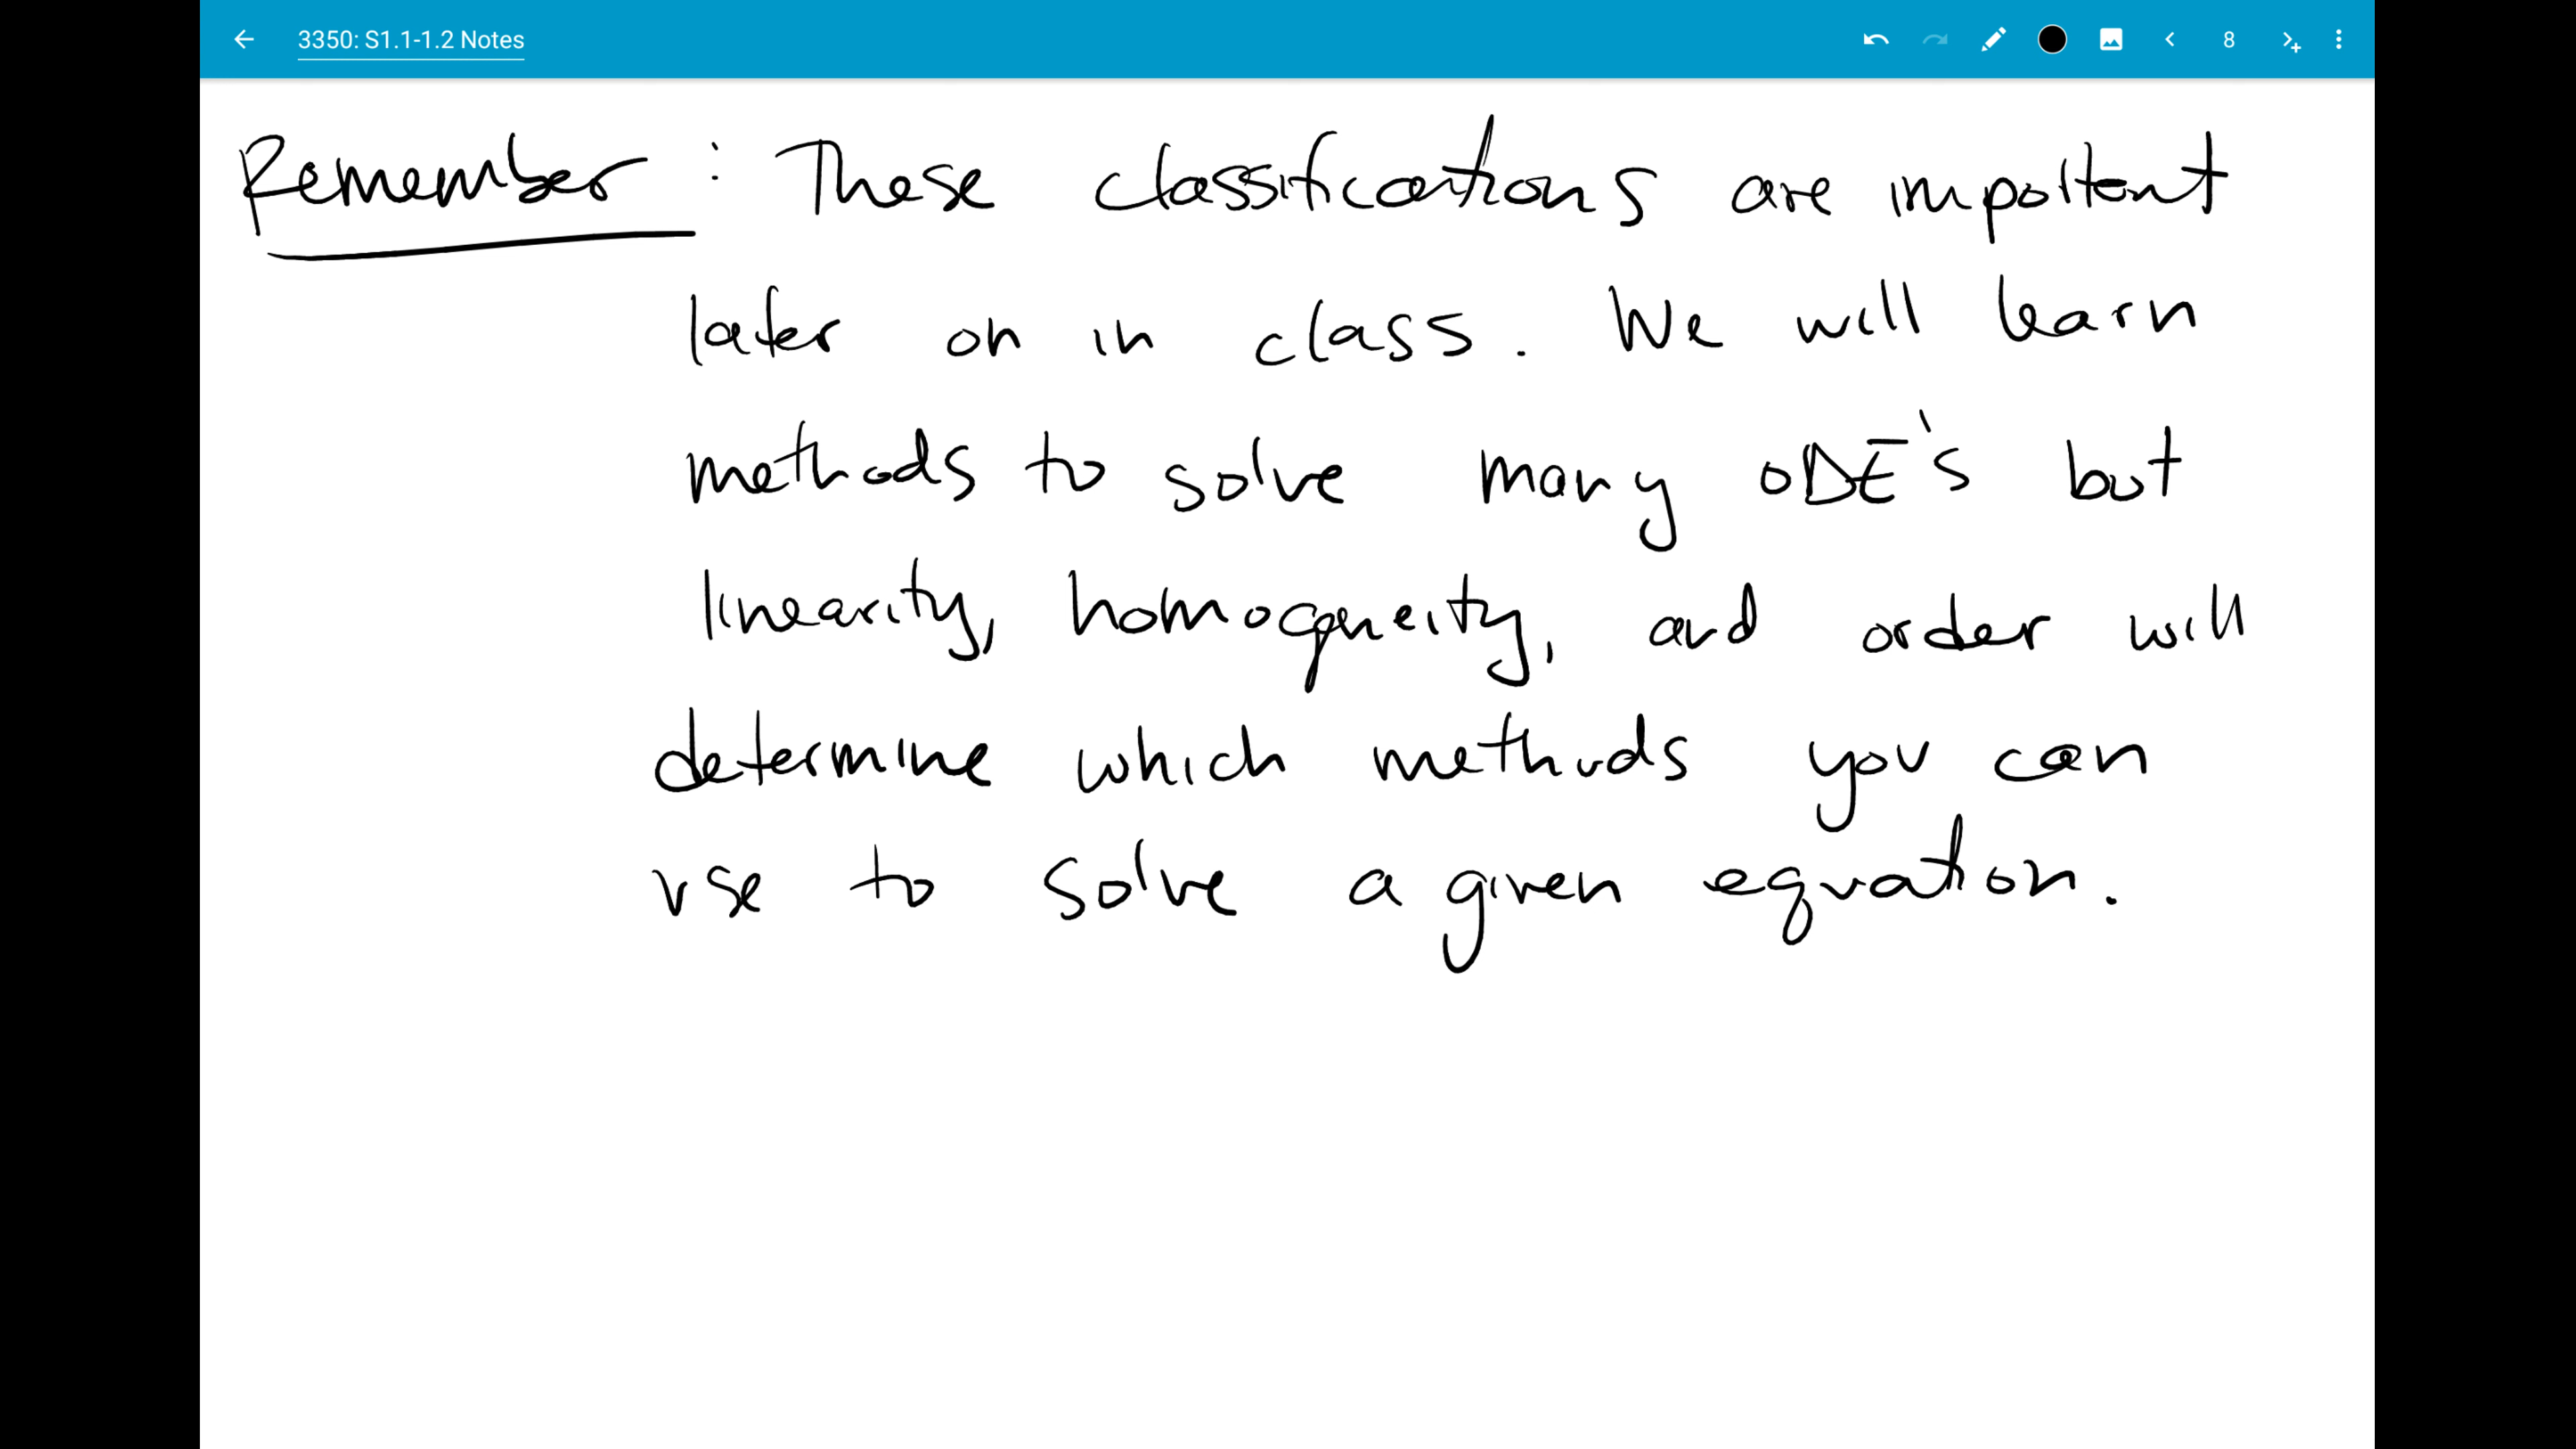 3350: S1.1-1.2 Notes 8
Remember: These classifications are important
later on in class. We will learn
methods to solve many ODE's but
linearity, homogeneity, and order will
determine which methods you can
use to solve a given equation.